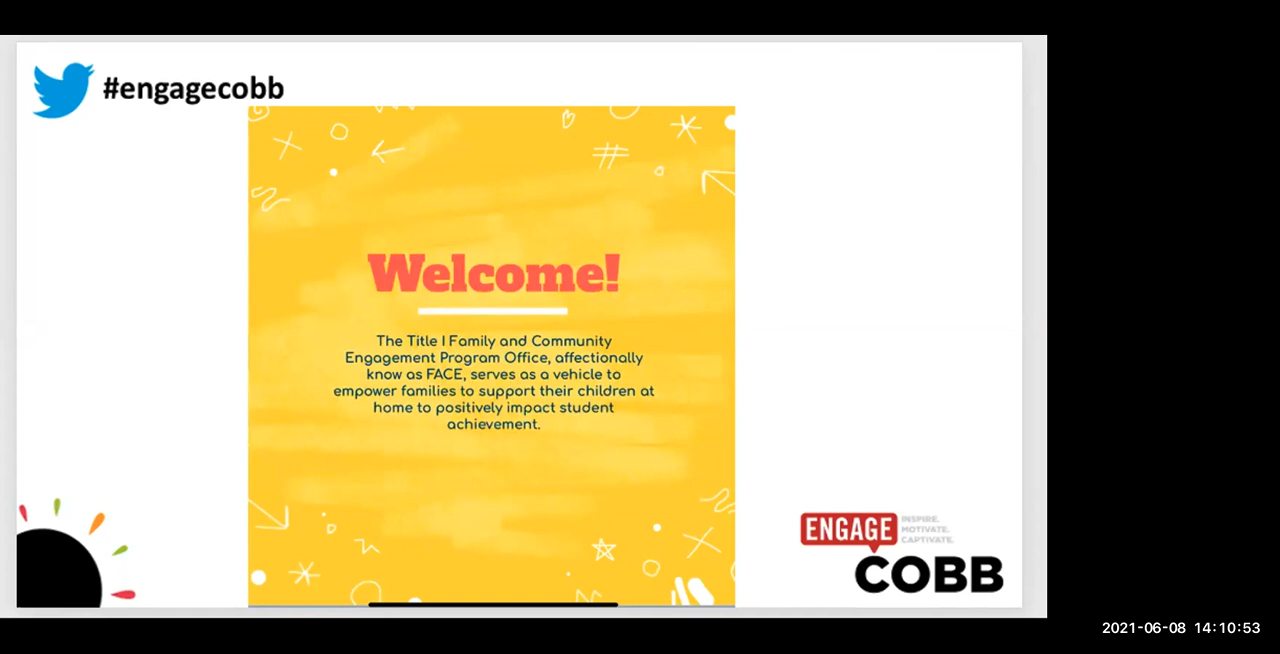 #engagecobb
Welcome!
The Title I Family and Community
Engagement Program Office, affectionally
know as FACE, serves as a vehicle to
empower families to support their children at
home to positively impact student
achievement.
ENGAGE
INSPIRE.
MOTIVATE.
CAPTIVATE.
COBB
2021-06-08 14:10:53